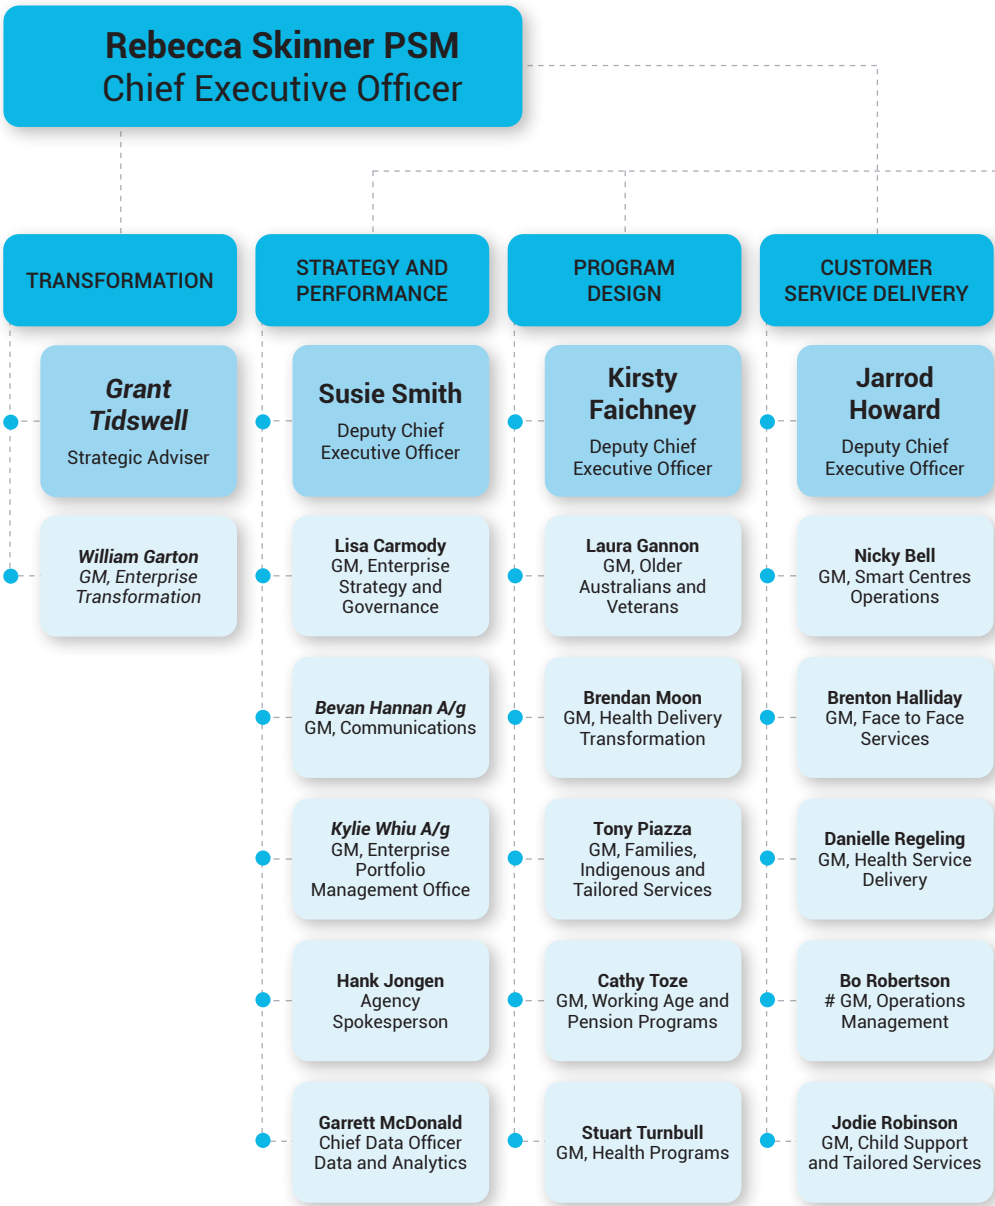 Rebecca Skinner PSM
Chief Executive Officer
TRANSFORMATION
Grant
Tidswell
Strategic Adviser
William Garton
GM, Enterprise
Transformation
STRATEGY AND
PERFORMANCE
Susie Smith
Deputy Chief
Executive Officer
Lisa Carmody
GM, Enterprise
Strategy and
Governance
Bevan Hannan A/g
GM, Communications
Kylie Whiu A/g
GM, Enterprise
Portfolio
Management Office
Hank Jongen
Agency
Spokesperson
Garrett McDonald
Chief Data Officer
Data and Analytics
PROGRAM
DESIGN
Kirsty
Faichney
Deputy Chief
Executive Officer
Laura Gannon
GM, Older
Australians and
Veterans
Brendan Moon
GM, Health Delivery
Transformation
Tony Piazza
GM, Families,
Indigenous and
Tailored Services
Cathy Toze
GM, Working Age and
Pension Programs
Stuart Turnbull
GM, Health Programs
CUSTOMER
SERVICE DELIVERY
Jarrod
Howard
Deputy Chief
Executive Officer
Nicky Bell
GM, Smart Centres
Operations
Brenton Halliday
GM, Face to Face
Services
Danielle Regeling
GM, Health Service
Delivery
Bo Robertson
# GM, Operations
Management
Jodie Robinson
GM, Child Support
and Tailored Services